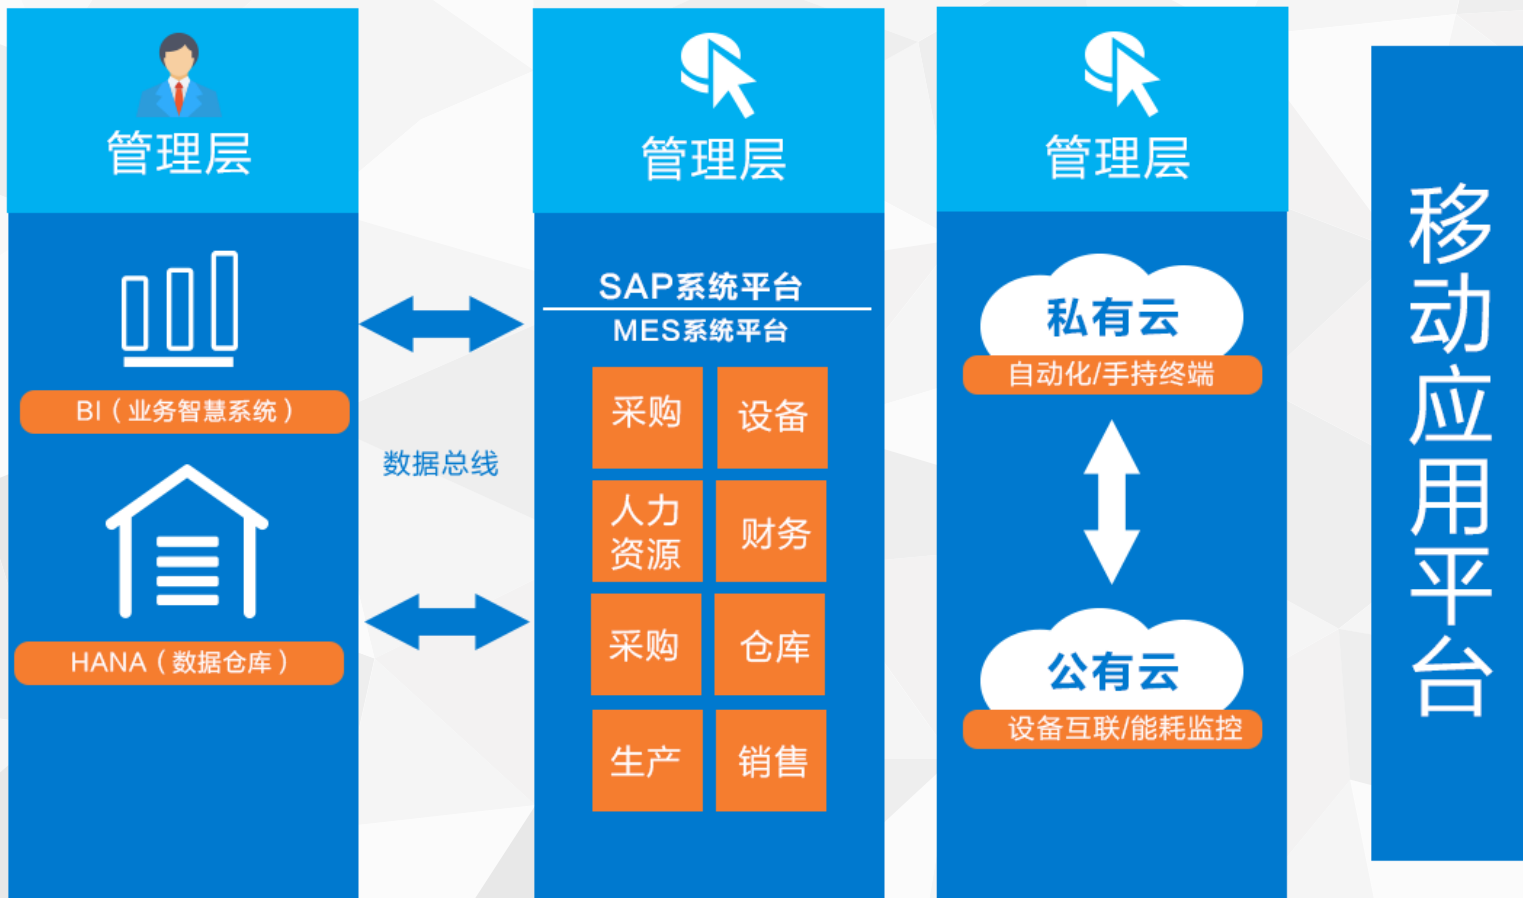 管理层
BI（业务智慧系统）
HANA（数据仓库）
数据总线
管理层
SAP系统平台
MES系统平台
采购
设备
人力
资源
财务
采购
仓库
生产
销售
管理层
私有云
自动化/手持终端
公有云
设备互联/能耗监控
移动应用平台